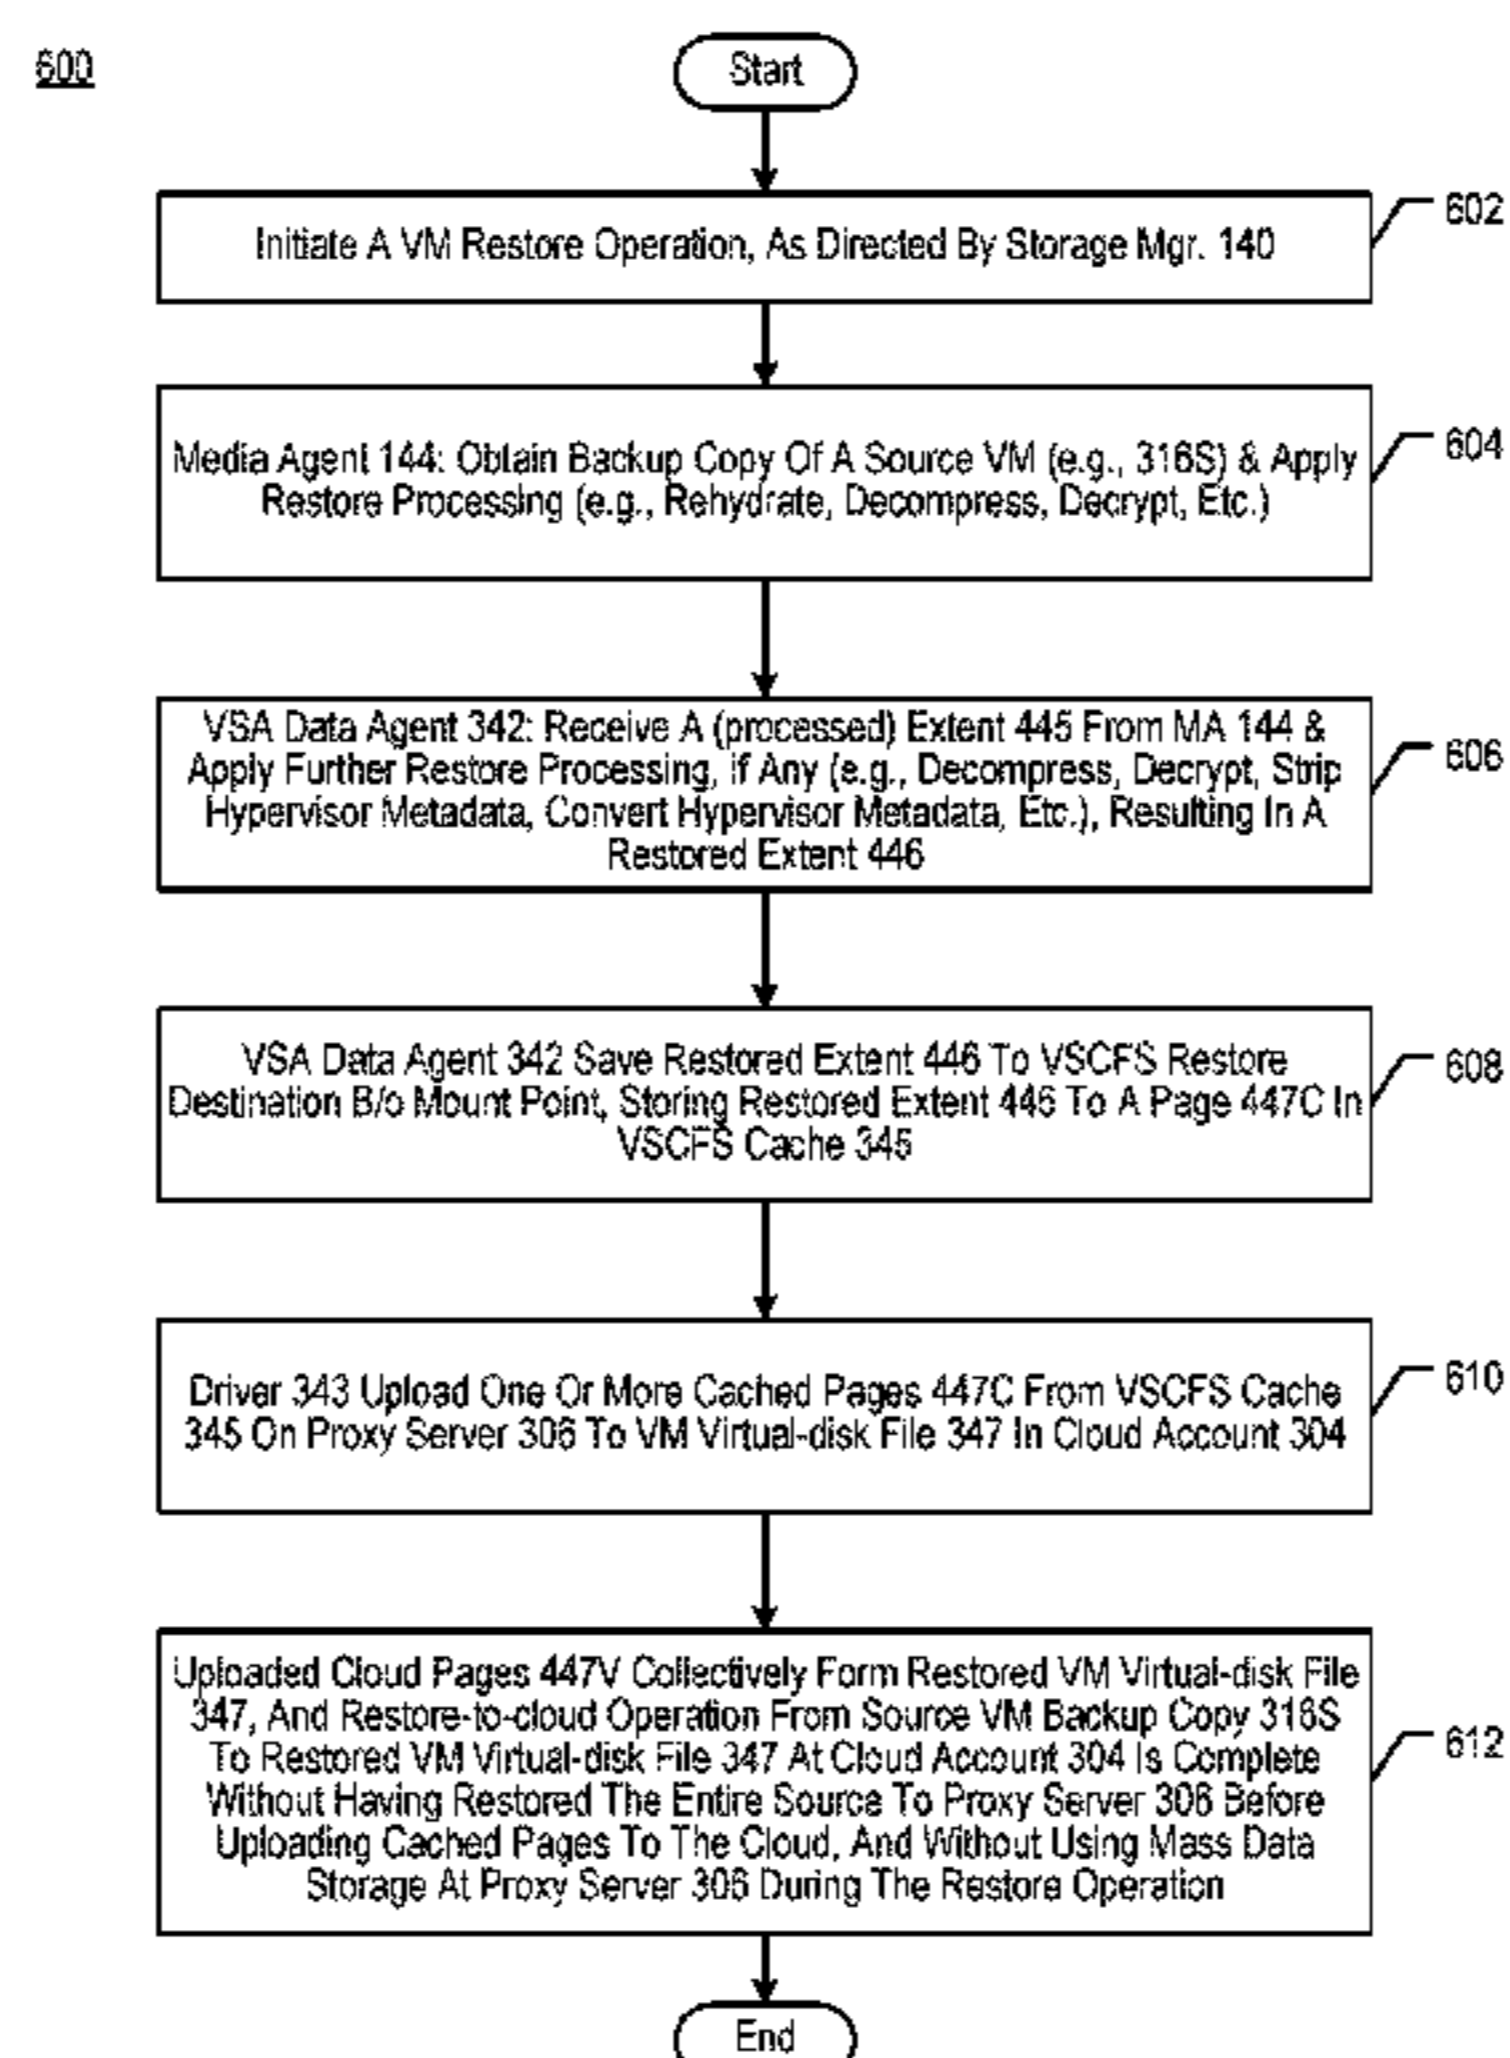 600
Start
Initiate A VM Restore Operation, As Directed By Storage Mgr. 140
602
Media Agent 144: Obtain Backup Copy Of A Source VM (e.g., 316S) & Apply
Restore Processing (e.g., Rehydrate, Decompress, Decrypt, Etc.)
604
VSA Data Agent 342: Receive A (processed) Extent 445 From MA 144 &
Apply Further Restore Processing, if Any (e.g., Decompress, Decrypt, Strip
Hypervisor Metadata, Convert Hypervisor Metadata, Etc.), Resulting In A
Restored Extent 446
606
VSA Data Agent 342 Save Restored Extent 446 To VSCFS Restore
Destination B/o Mount Point, Storing Restored Extent 446 To A Page 447C In
VSCFS Cache 345
608
Driver 343 Upload One Or More Cached Pages 447C From VSCFS Cache
345 On Proxy Server 306 To VM Virtual-disk File 347 In Cloud Account 304
610
Uploaded Cloud Pages 447V Collectively Form Restored VM Virtual-disk File
347, And Restore-to-cloud Operation From Source VM Backup Copy 316S
To Restored VM Virtual-disk File 347 At Cloud Account 304 Is Complete
Without Having Restored The Entire Source To Proxy Server 306 Before
Uploading Cached Pages To The Cloud, And Without Using Mass Data
Storage At Proxy Server 306 During The Restore Operation
612
End